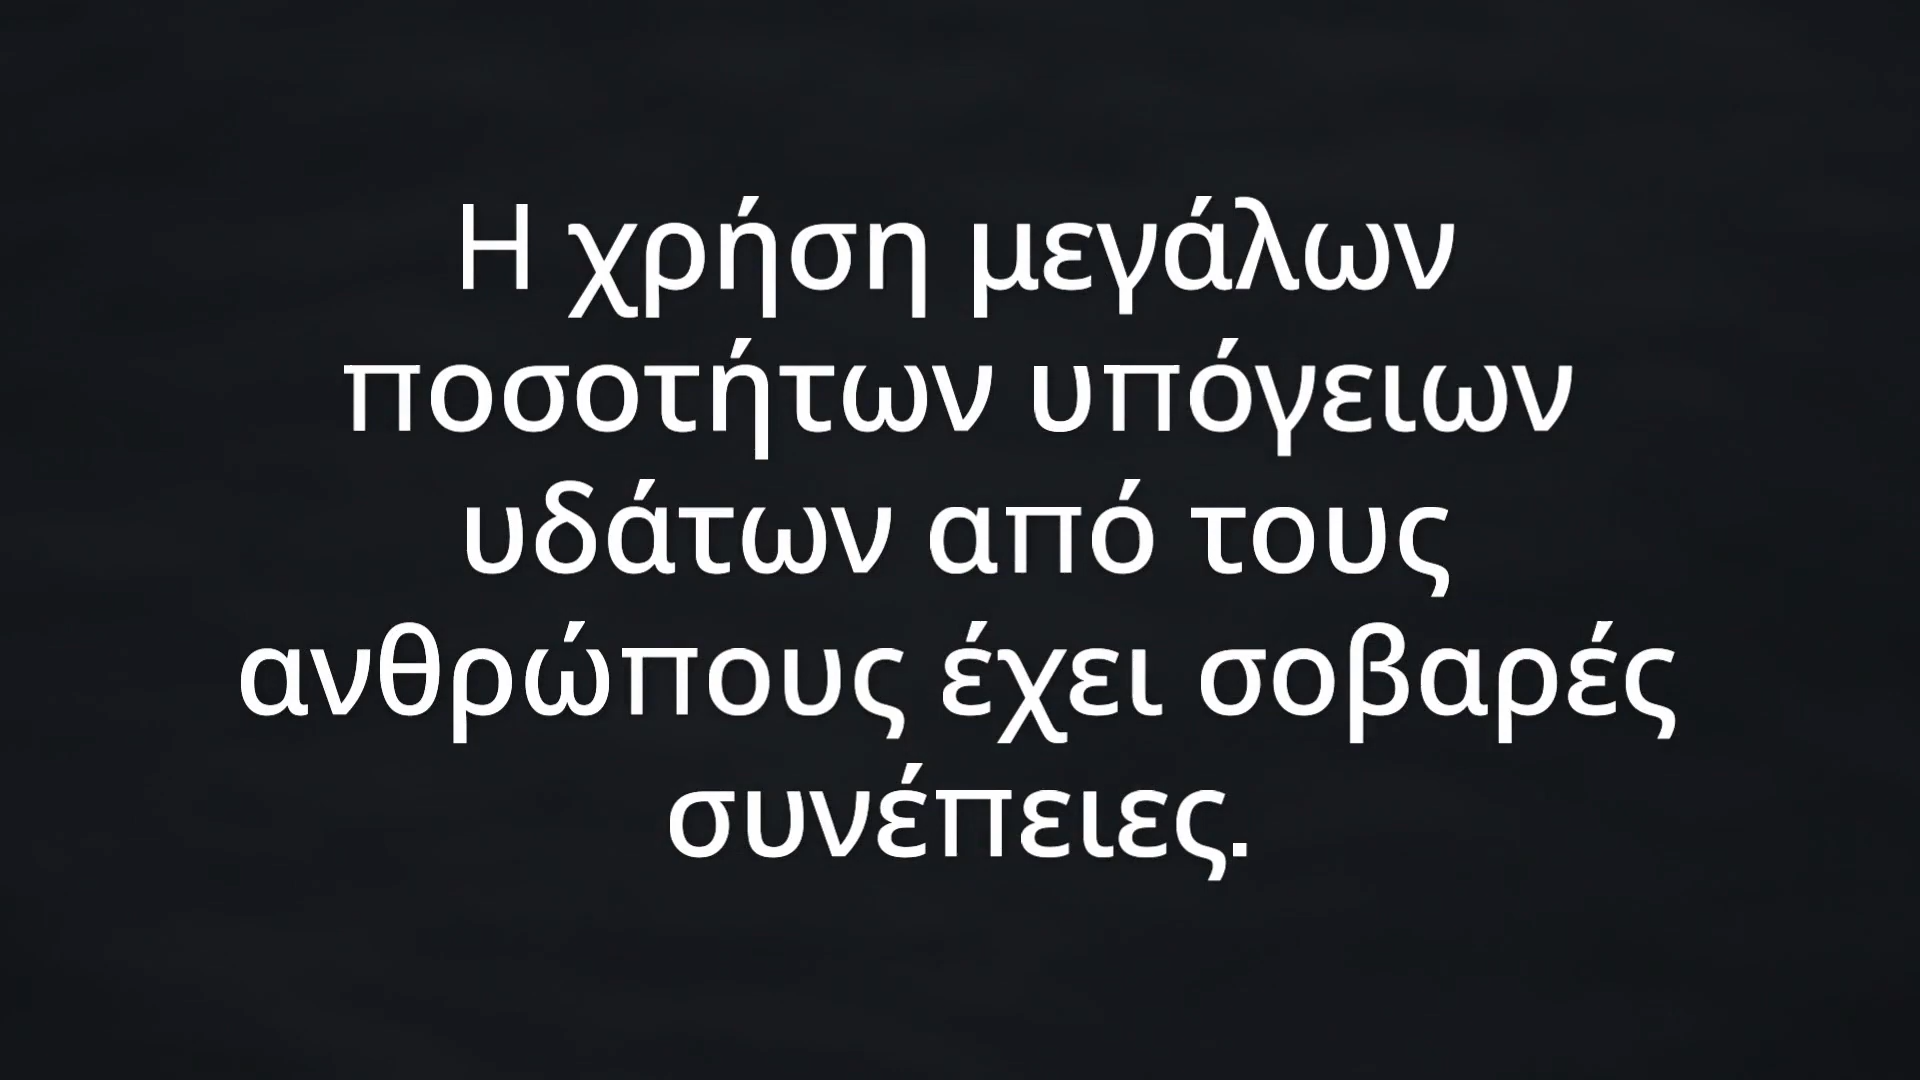 Η χρήση μεγάλων
ποσοτήτων υπόγειων
υδάτων από τους
ανθρώπους έχει σοβαρές
συνέπειες.